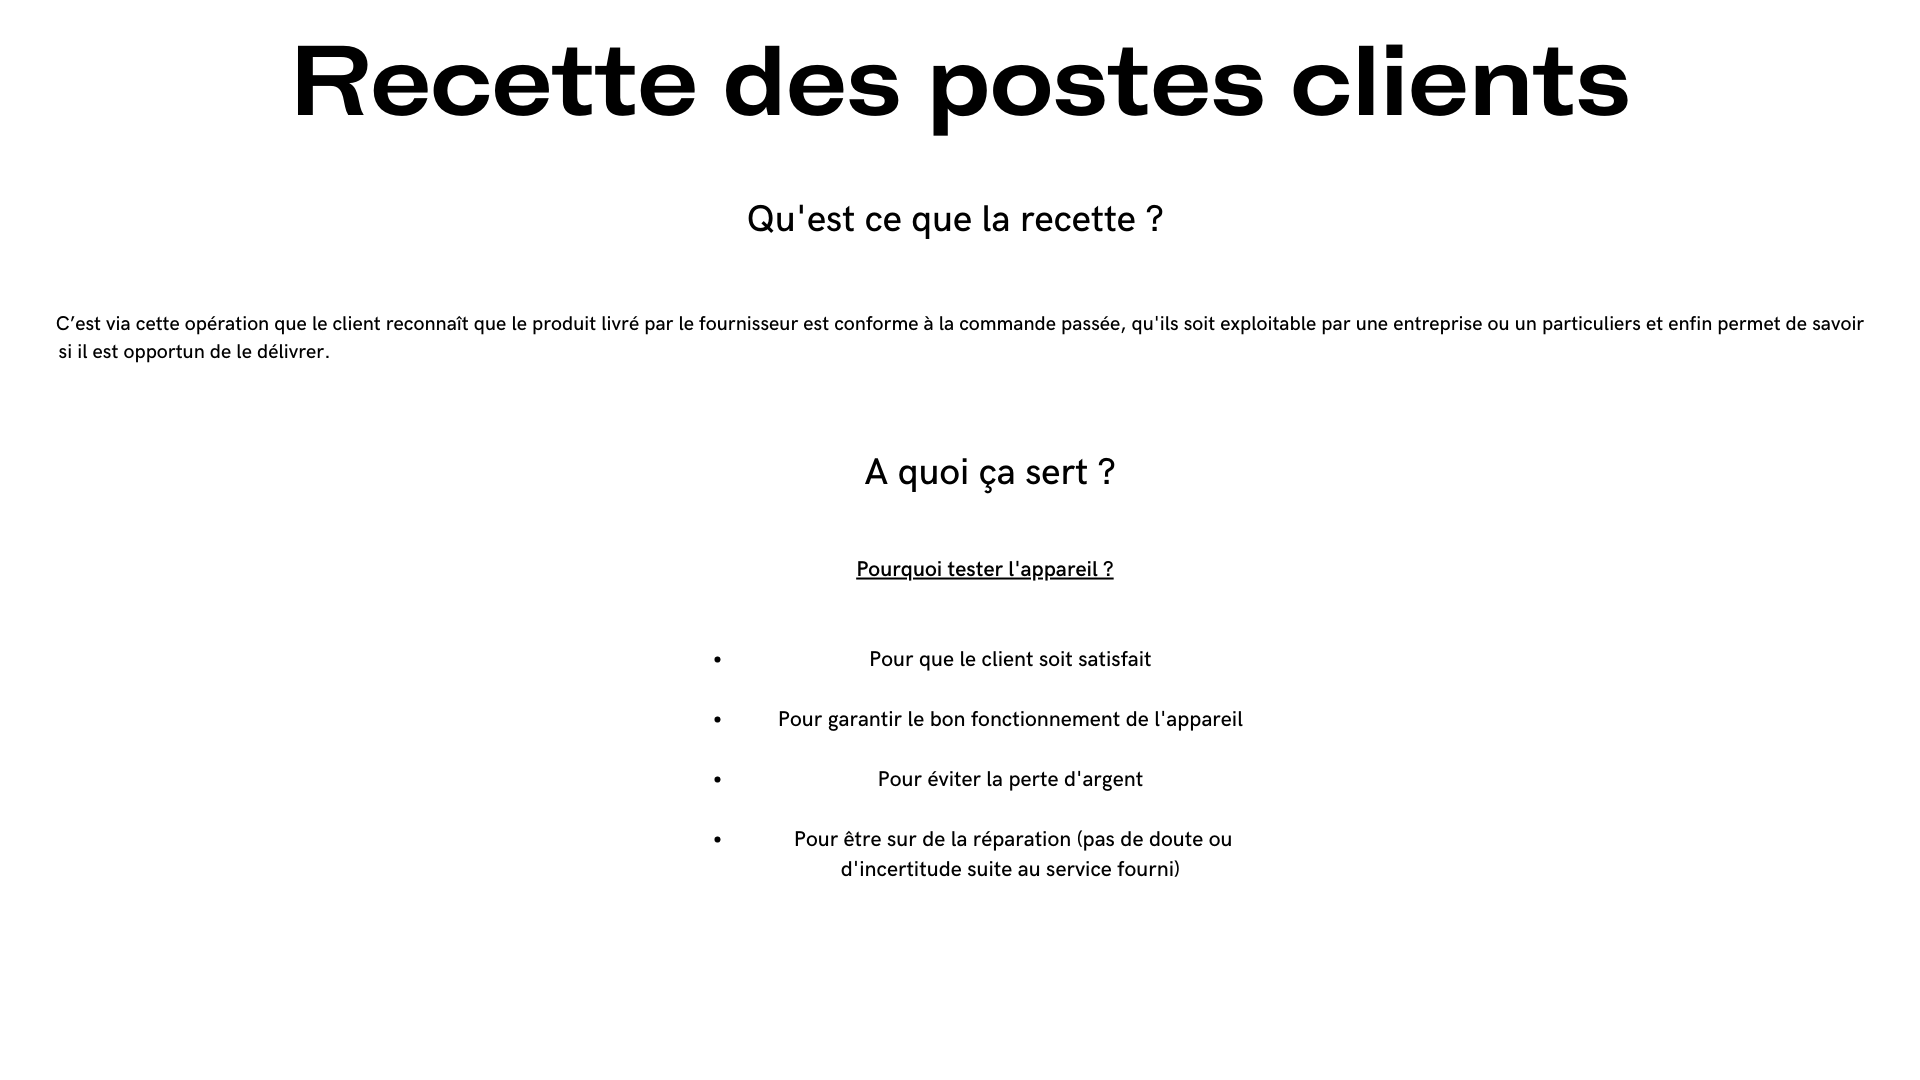 Recette des postes clients
Qu'est ce que la recette ?
C’est via cette opération que le client reconnaît que le produit livré par le fournisseur est conforme à la commande passée, qu'ils soit exploitable par une entreprise ou un particuliers et enfin permet de savoir
si il est opportun de le délivrer.
A quoi ça sert ?
Pourquoi tester l'appareil ?
• Pour que le client soit satisfait
• Pour garantir le bon fonctionnement de l'appareil
• Pour éviter la perte d'argent
• Pour être sur de la réparation (pas de doute ou
d'incertitude suite au service fourni)